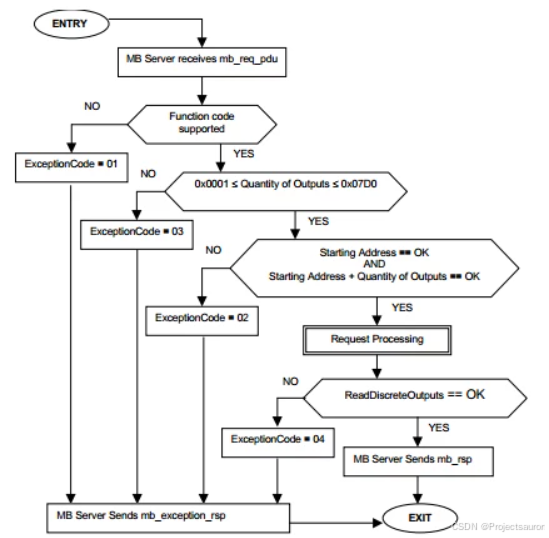 ENTRY
MB Server receives mb_req_pdu
NO
Function code
supported
YES
ExceptionCode = 01
NO
0x0001 ≤ Quantity of Outputs ≤ 0x07D0
YES
ExceptionCode = 03
NO
Starting Address == OK
AND
Starting Address + Quantity of Outputs == OK
YES
ExceptionCode = 02
Request Processing
NO
ReadDiscreteOutputs == OK
YES
ExceptionCode = 04
MB Server Sends mb_rsp
MB Server Sends mb_exception_rsp
EXIT
CSDN @Projectsauron